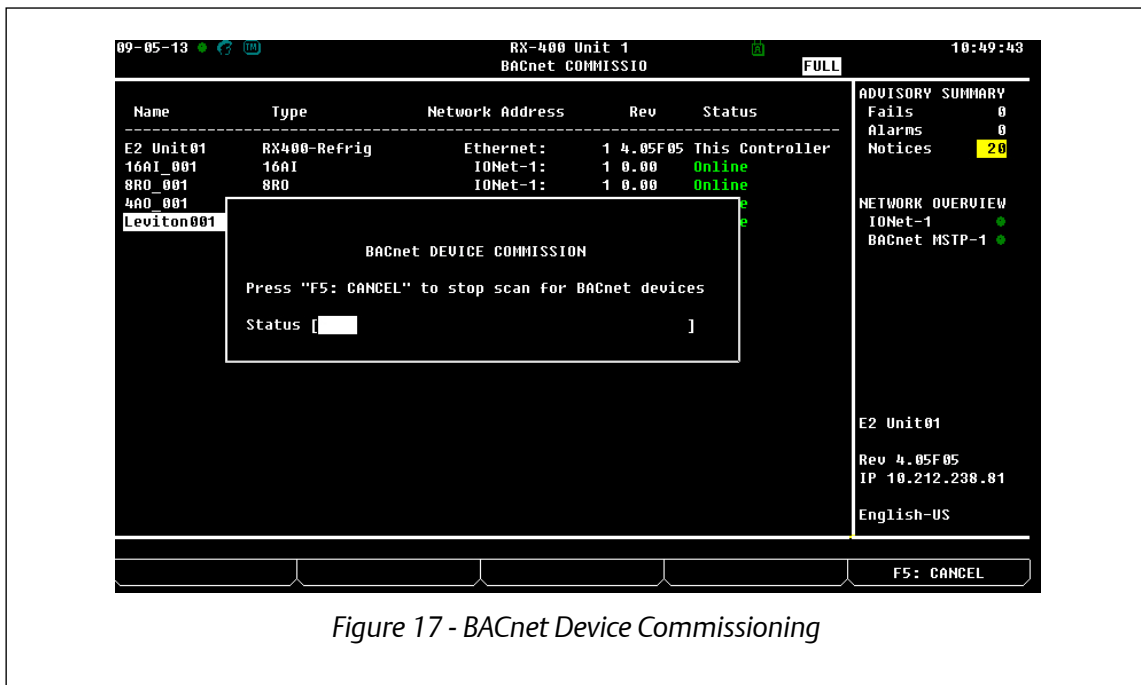 09-05-13 TM RX-400 Unit 1 A 10:49:43
BACnet COMMISSIO FULL
Name Type Network Address Rev Status
E2 Unit01 RX400-Refrig Ethernet: 1 4.05F05 This Controller
16AI_001 16AI IONet-1: 1 0.00 Online
8RO_001 8RO IONet-1: 1 0.00 Online
4AO_001 e
Leviton001 e
BACnet DEVICE COMMISSION
Press "F5: CANCEL" to stop scan for BACnet devices
Status [ ]
ADVISORY SUMMARY
Fails 0
Alarms 0
Notices 20
NETWORK OVERVIEW
IONet-1
BACnet MSTP-1
E2 Unit01
Rev 4.05F05
IP 10.212.238.81
English-US
F5: CANCEL
Figure 17 - BACnet Device Commissioning